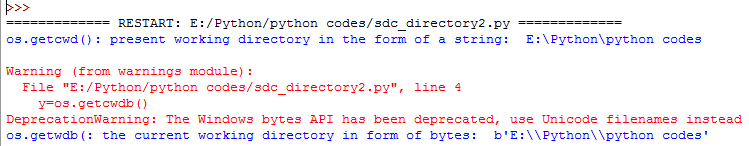 >>>
============= RESTART: E:/Python/python codes/sdc_directory2.py =============
os.getcwd(): present working directory in the form of a string:  E:\Python\python codes
Warning (from warnings module):
  File "E:/Python/python codes/sdc_directory2.py", line 4
    y=os.getcwdb()
DeprecationWarning: The Windows bytes API has been deprecated, use Unicode filenames instead
os.getwdb(: the current working directory in form of bytes:  b'E:\\Python\\python codes'